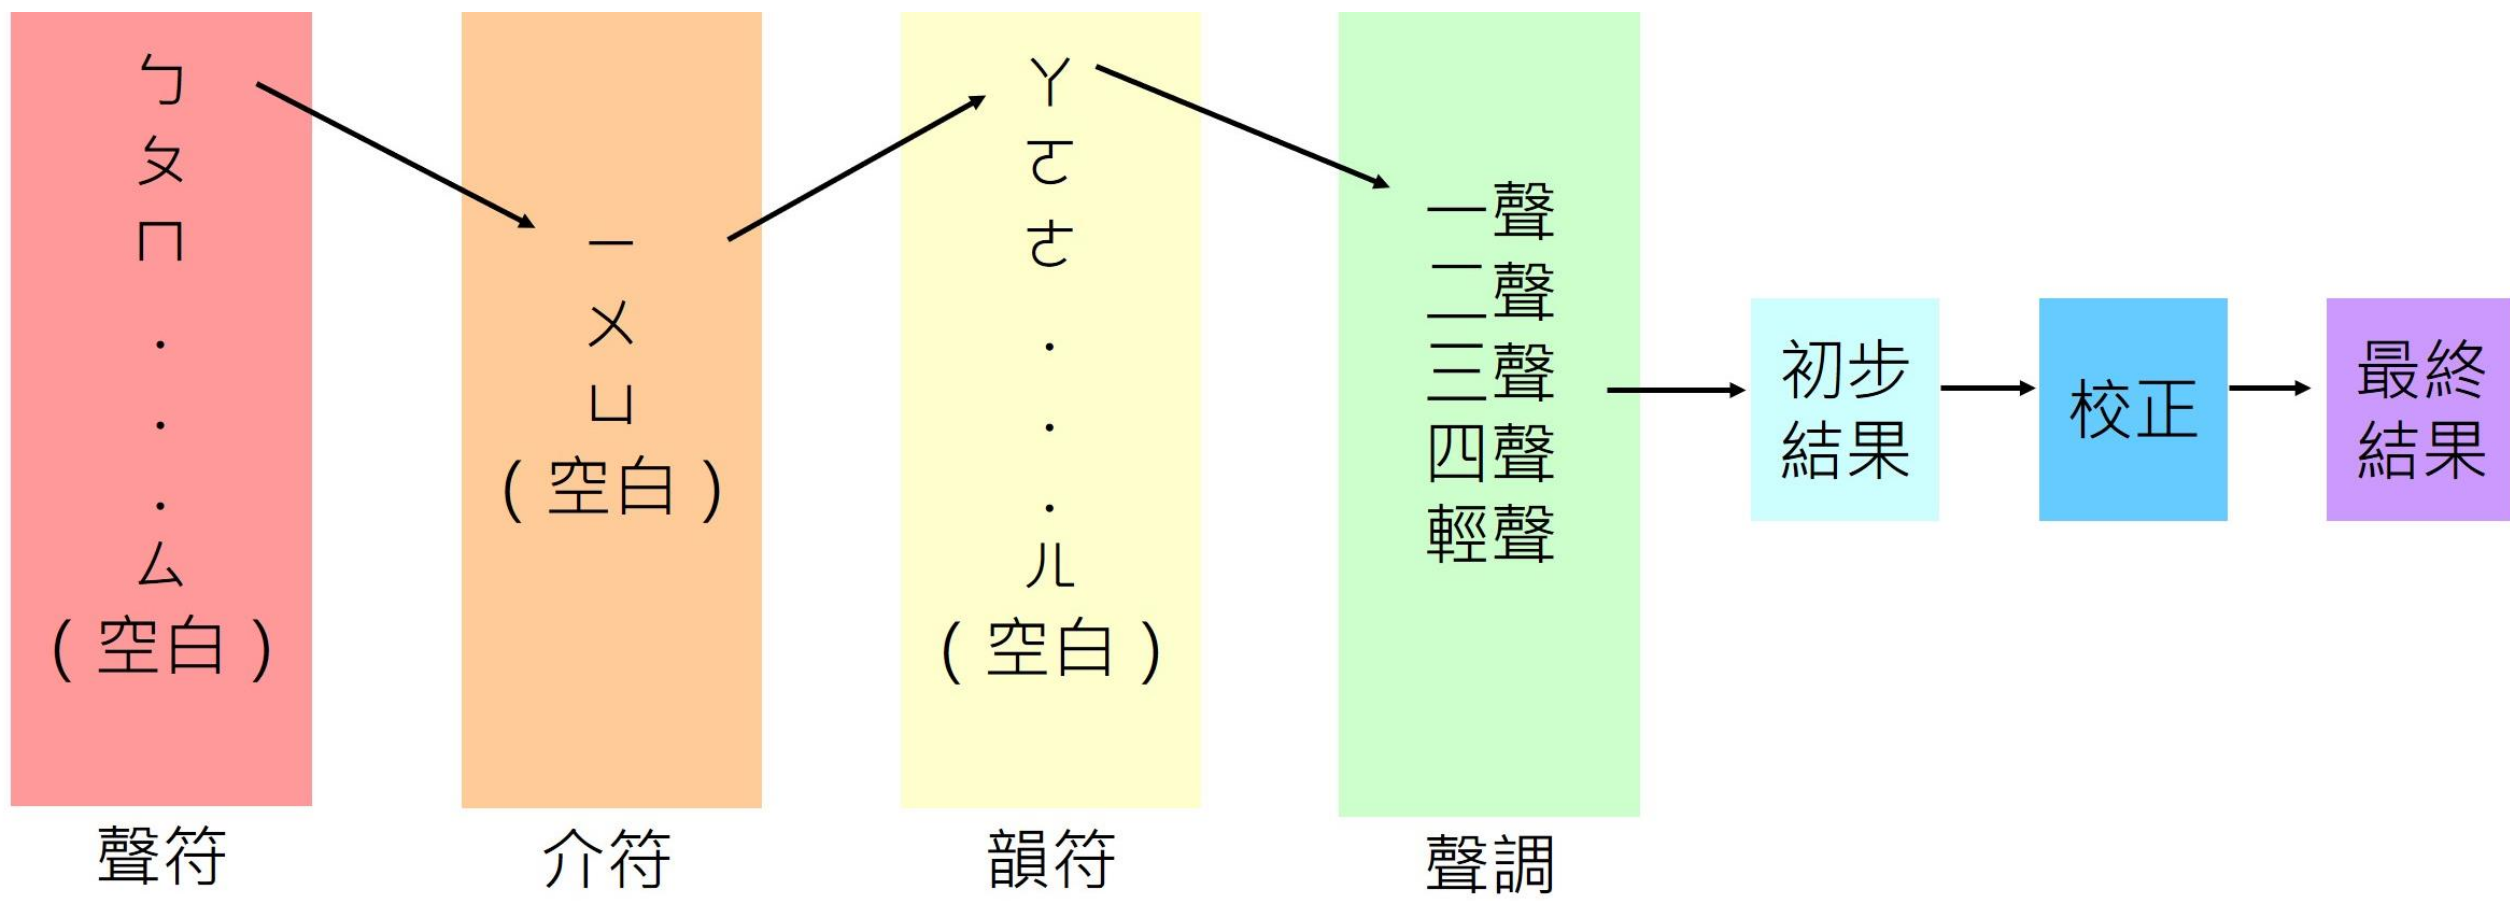 ㄅ
ㄆ
ㄇ
.
.
.
ㄙ
(空白)
聲符
ㄧ
ㄨ
ㄩ
(空白)
介符
ㄚ
ㄛ
ㄜ
.
.
.
ㄦ
(空白)
韻符
一聲
二聲
三聲
四聲
輕聲
聲調
初步
結果
校正
最終
結果